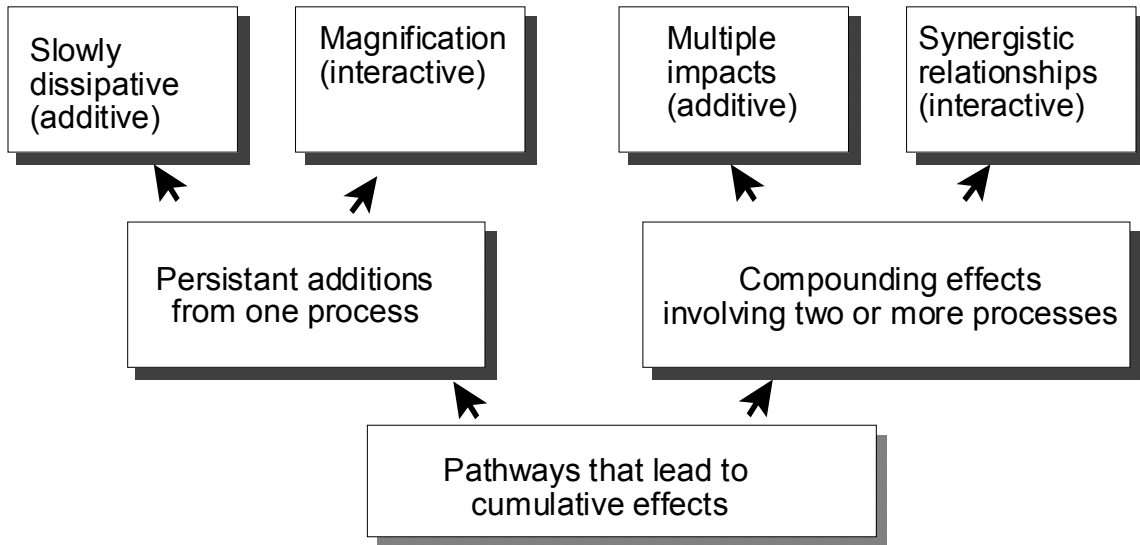 Slowly
dissipative
(additive)
Magnification
(interactive)
Multiple
impacts
(additive)
Synergistic
relationships
(interactive)
Persistant additions
from one process
Compounding effects
involving two or more processes
Pathways that lead to
cumulative effects